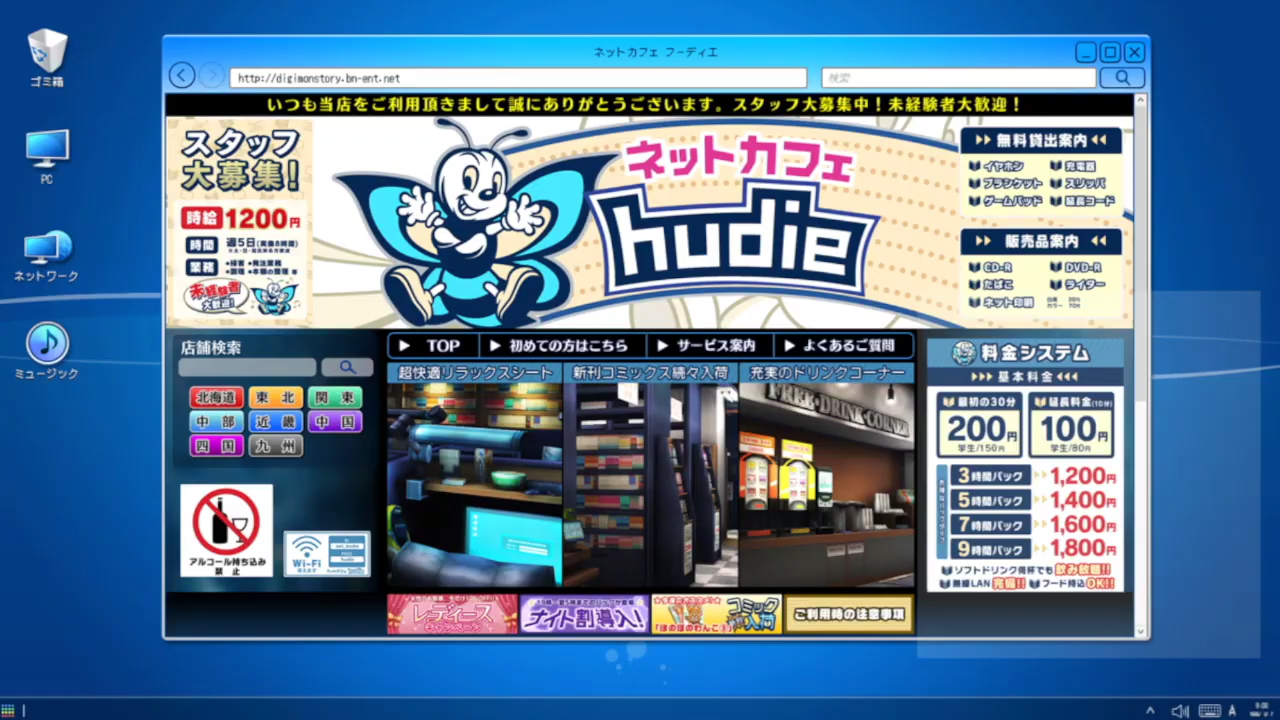 ゴミ箱
PC
ネットワーク
ミュージック
ネットカフェ フーディエ
http://digimonstory.bn-ent.net
検索
いつも当店をご利用頂きまして誠にありがとうございます。スタッフ大募集中！未経験者大歓迎！
スタッフ
大募集!
時給1200円
時間 週5日(実働8時間)
業務
未経験者
大歓迎!
ネットカフェ
hudie
無料貸出案内
イヤホン 充電器
ブランケット スリッパ
ゲームパッド 延長コード
販売品案内
CD-R DVD-R
たばこ ライター
ネット印刷
店舗検索
北海道 東北 関東
中部 近畿 中国
四国 九州
アルコール持ち込み
禁止
Wi-Fi
TOP 初めての方はこちら サービス案内 よくあるご質問
超快適リラックスシート 新刊コミックス続々入荷 充実のドリンクコーナー
FREE・DRINK・CORNER
レディース
ナイト割導入!
コミック
入荷
ご利用時の注意事項
料金システム
基本料金
最初の30分 延長料金(10分)
200円 100円
学生/150円 学生/80円
3時間パック 1,200円
5時間パック 1,400円
7時間パック 1,600円
9時間パック 1,800円
ソフトドリンク何杯でも飲み放題!!
無線LAN完備!! フード持込OK!!
A